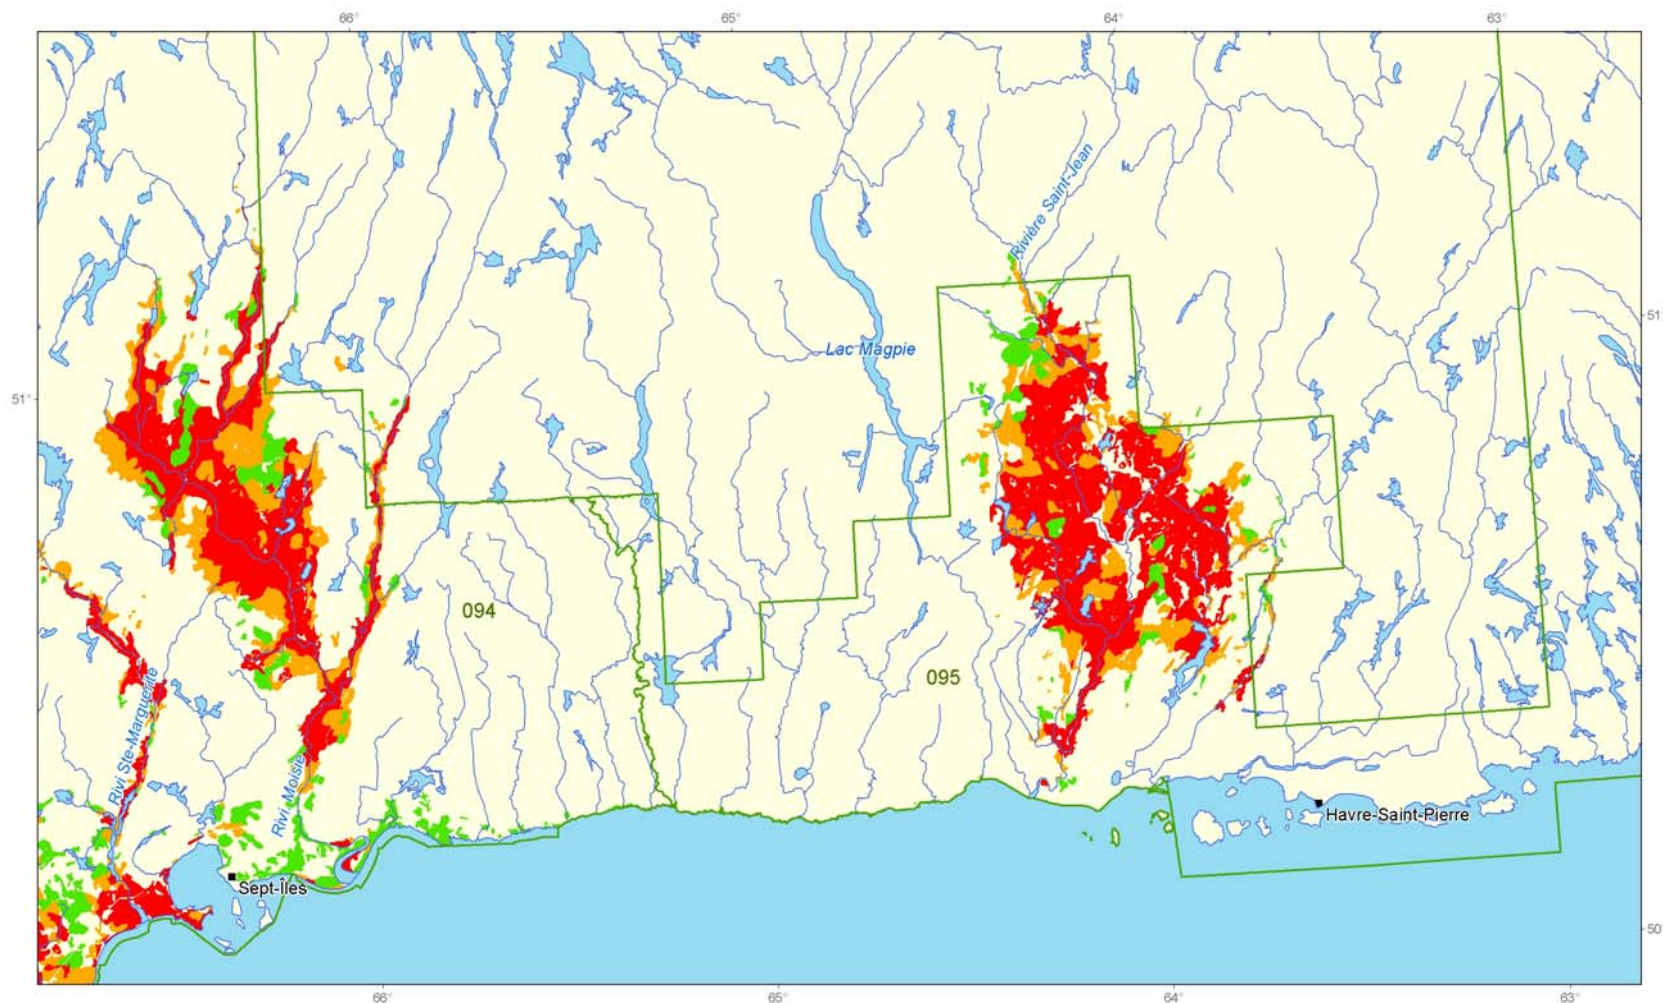 66° 65° 64° 63°
Rivière Saint-Jean
51°
Lac Magpie
51°
094
095
Rivi Ste-Marguerite
Rivi Moisie
Havre-Saint-Pierre
Sept-Îles
50°
66° 65° 64° 63°